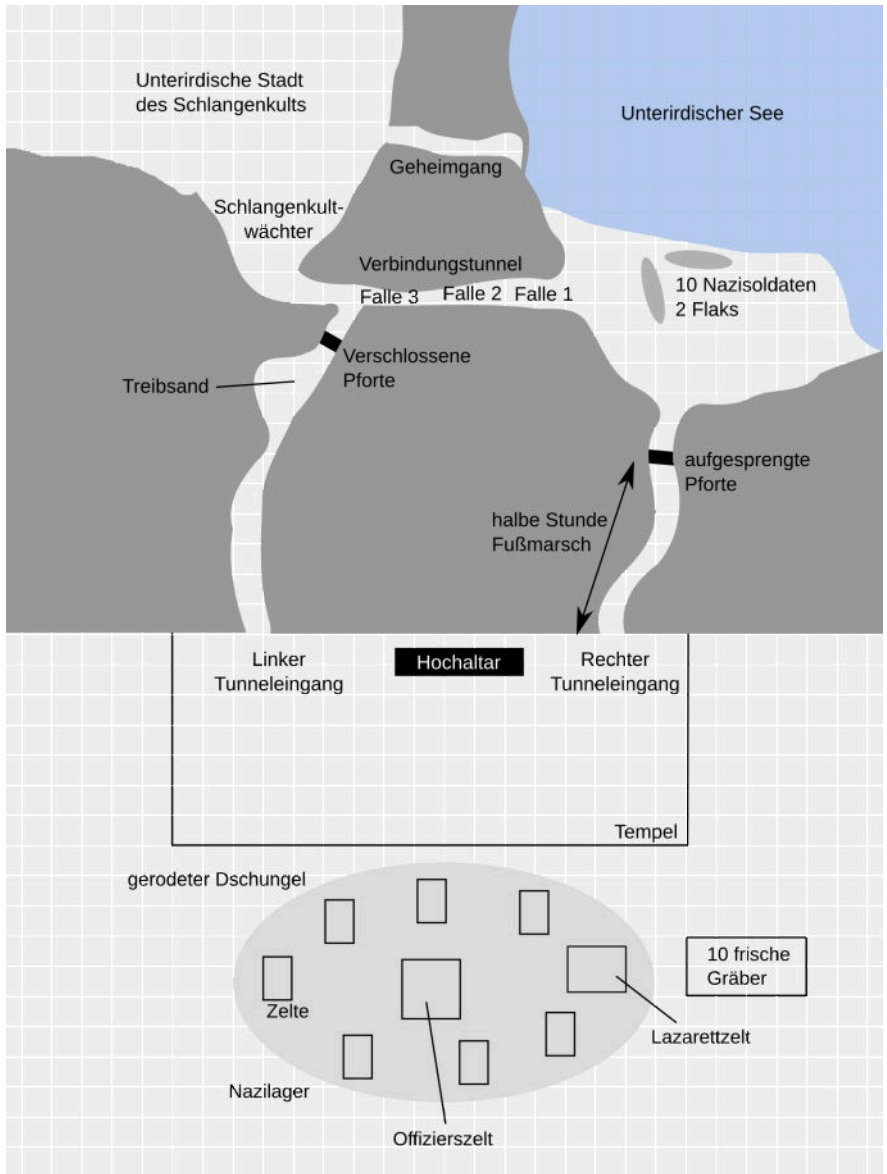 Unterirdische Stadt
des Schlangenkults
Unterirdischer See
Geheimgang
Schlangenkult-
wächter
Verbindungstunnel
Falle 3
Falle 2
Falle 1
10 Nazisoldaten
2 Flaks
Verschlossene
Pforte
Treibsand
aufgesprengte
Pforte
halbe Stunde
Fußmarsch
Linker
Tunneleingang
Hochaltar
Rechter
Tunneleingang
Tempel
gerodeter Dschungel
10 frische
Gräber
Zelte
Lazarettzelt
Nazilager
Offizierszelt